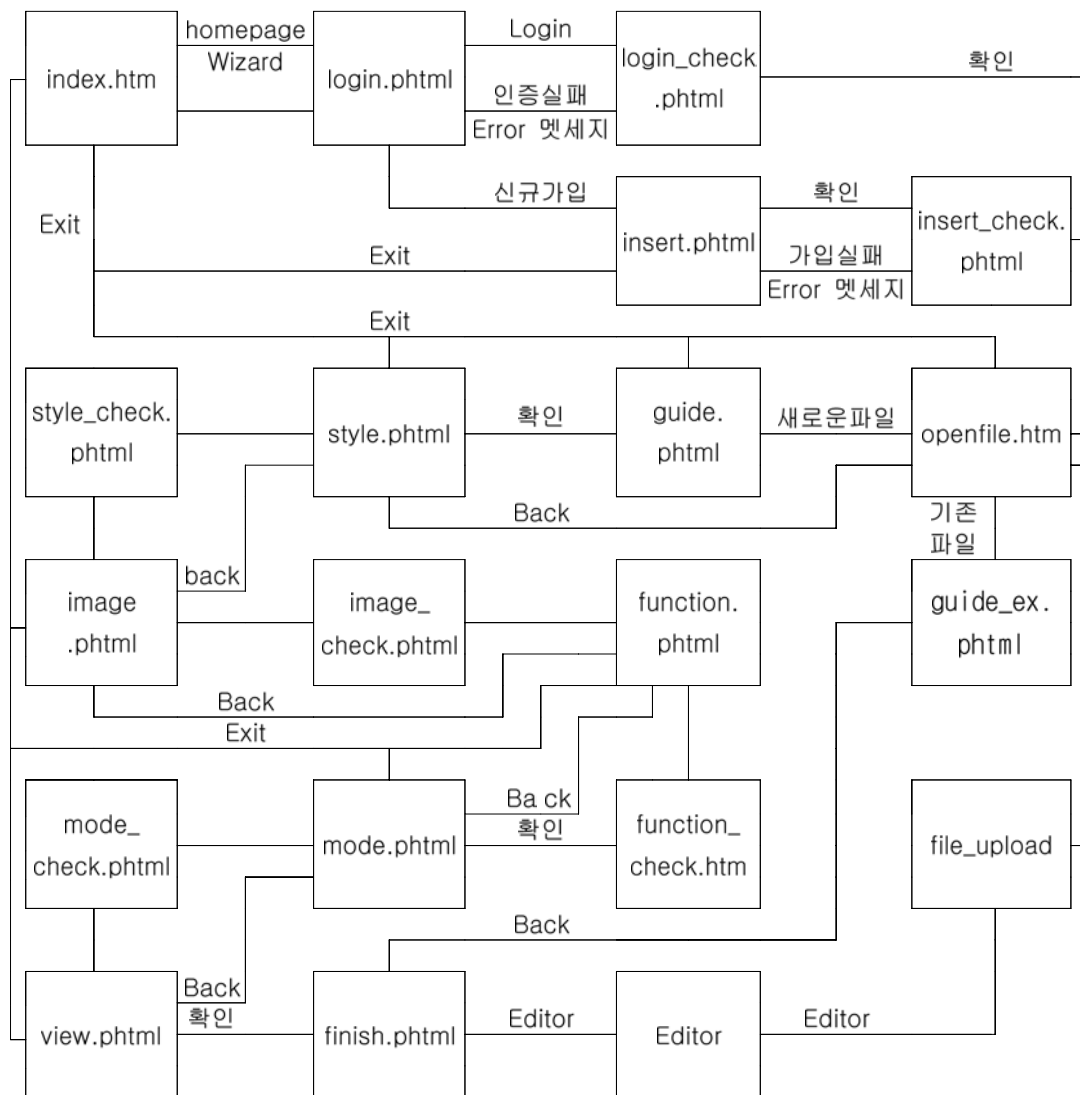 homepage
Wizard
index.htm
login.phtml
Login
인증실패
Error 멧세지
login_check
.phtml
확인
Exit
신규가입
insert.phtml
확인
가입실패
Error 멧세지
insert_check.
phtml
Exit
Exit
style_check.
phtml
style.phtml
확인
guide.
phtml
새로운파일
openfile.htm
Back
기존
파일
back
image
.phtml
image_
check.phtml
function.
phtml
guide_ex.
phtml
Back
Exit
mode_
check.phtml
mode.phtml
Ba ck
확인
function_
check.htm
file_upload
Back
Back
확인
view.phtml
finish.phtml
Editor
Editor
Editor